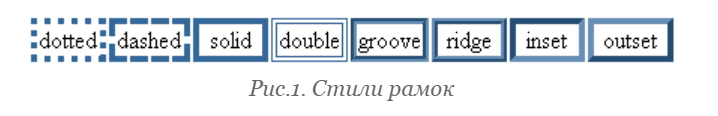 dotted dashed solid double groove ridge inset outset
Рис.1. Стили рамок